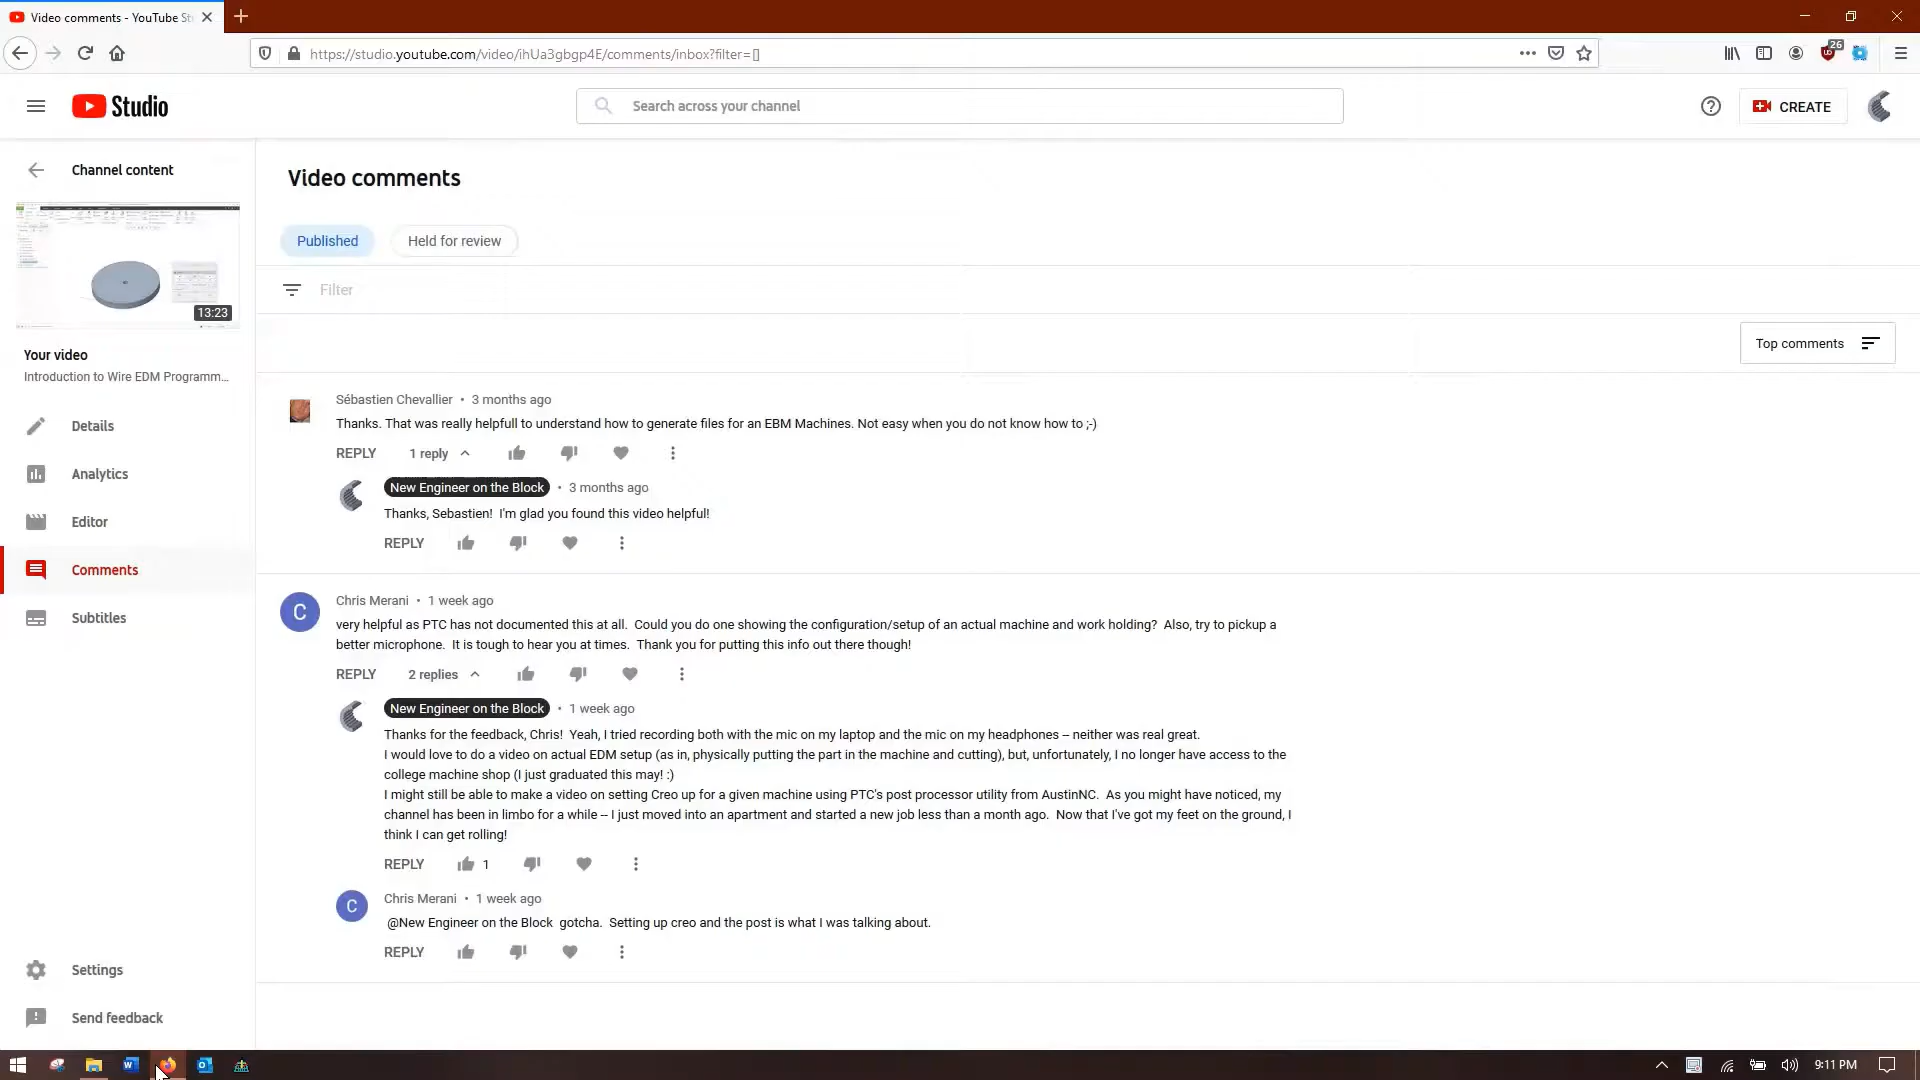 Video comments - YouTube St
https://studio.youtube.com/video/ihUa3gbgp4E/comments/inbox?filter=[]
26
Studio
Search across your channel
CREATE
Channel content
13:23
Your video
Introduction to Wire EDM Programm...
Details
Analytics
Editor
Comments
Subtitles
Settings
Send feedback
Video comments
Published
Held for review
Filter
Top comments
Sébastien Chevallier • 3 months ago
Thanks. That was really helpfull to understand how to generate files for an EBM Machines. Not easy when you do not know how to ;-)
REPLY 1 reply
New Engineer on the Block • 3 months ago
Thanks, Sebastien! I'm glad you found this video helpful!
REPLY
C
Chris Merani • 1 week ago
very helpful as PTC has not documented this at all. Could you do one showing the configuration/setup of an actual machine and work holding? Also, try to pickup a
better microphone. It is tough to hear you at times. Thank you for putting this info out there though!
REPLY 2 replies
New Engineer on the Block • 1 week ago
Thanks for the feedback, Chris! Yeah, I tried recording both with the mic on my laptop and the mic on my headphones -- neither was real great.
I would love to do a video on actual EDM setup (as in, physically putting the part in the machine and cutting), but, unfortunately, I no longer have access to the
college machine shop (I just graduated this may! :)
I might still be able to make a video on setting Creo up for a given machine using PTC's post processor utility from AustinNC. As you might have noticed, my
channel has been in limbo for a while -- I just moved into an apartment and started a new job less than a month ago. Now that I've got my feet on the ground, I
think I can get rolling!
REPLY 1
C
Chris Merani • 1 week ago
@New Engineer on the Block gotcha. Setting up creo and the post is what I was talking about.
REPLY
9:11 PM